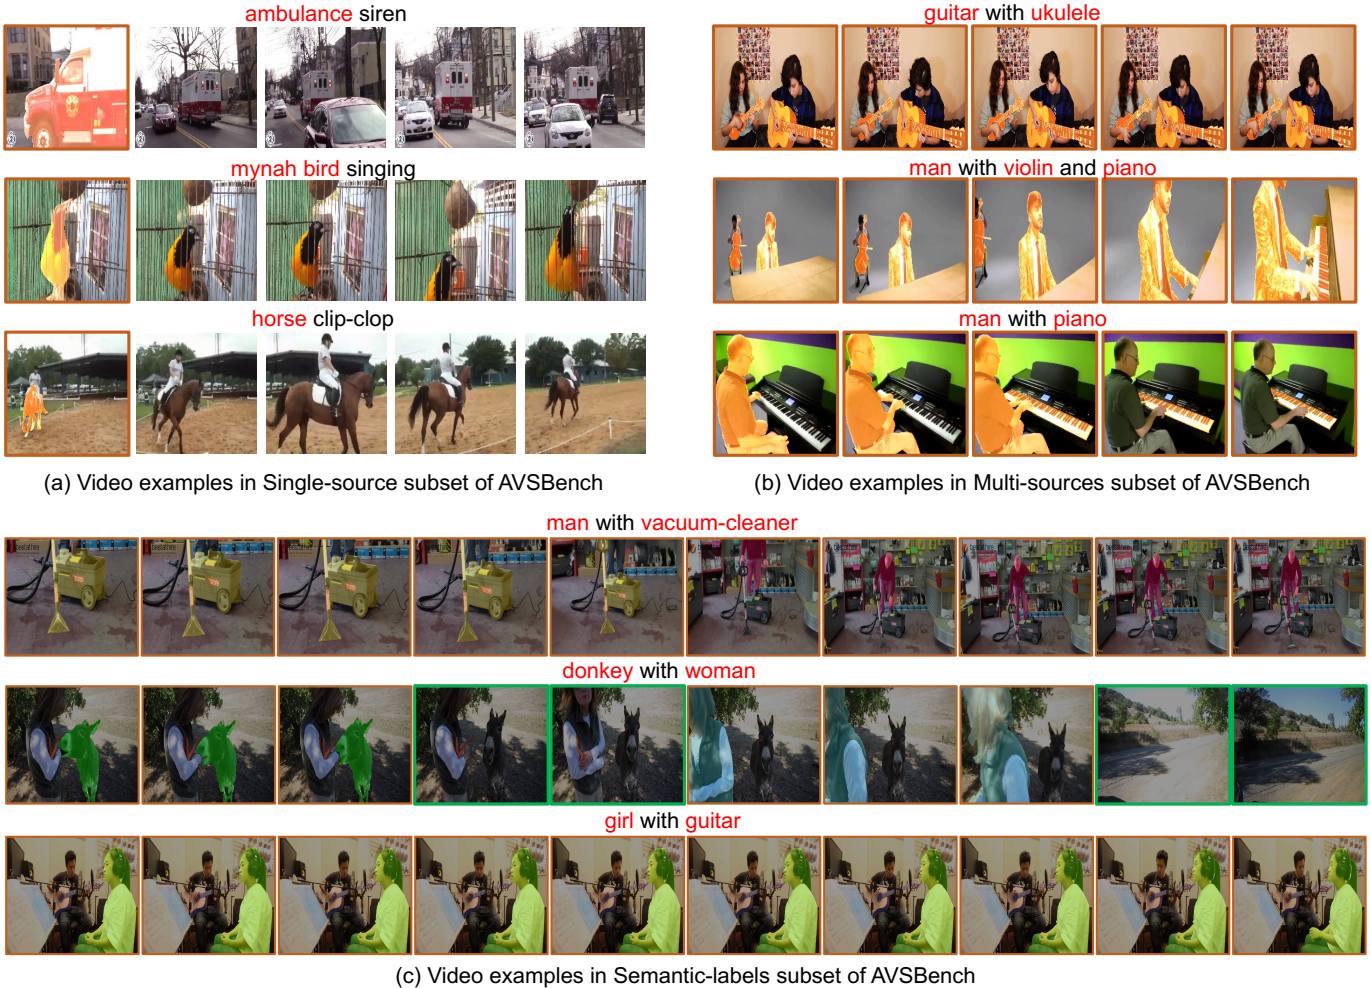 ambulance siren
mynah bird singing
horse clip-clop
(a) Video examples in Single-source subset of AVSBench
guitar with ukulele
man with violin and piano
man with piano
(b) Video examples in Multi-sources subset of AVSBench
man with vacuum-cleaner
donkey with woman
girl with guitar
(c) Video examples in Semantic-labels subset of AVSBench